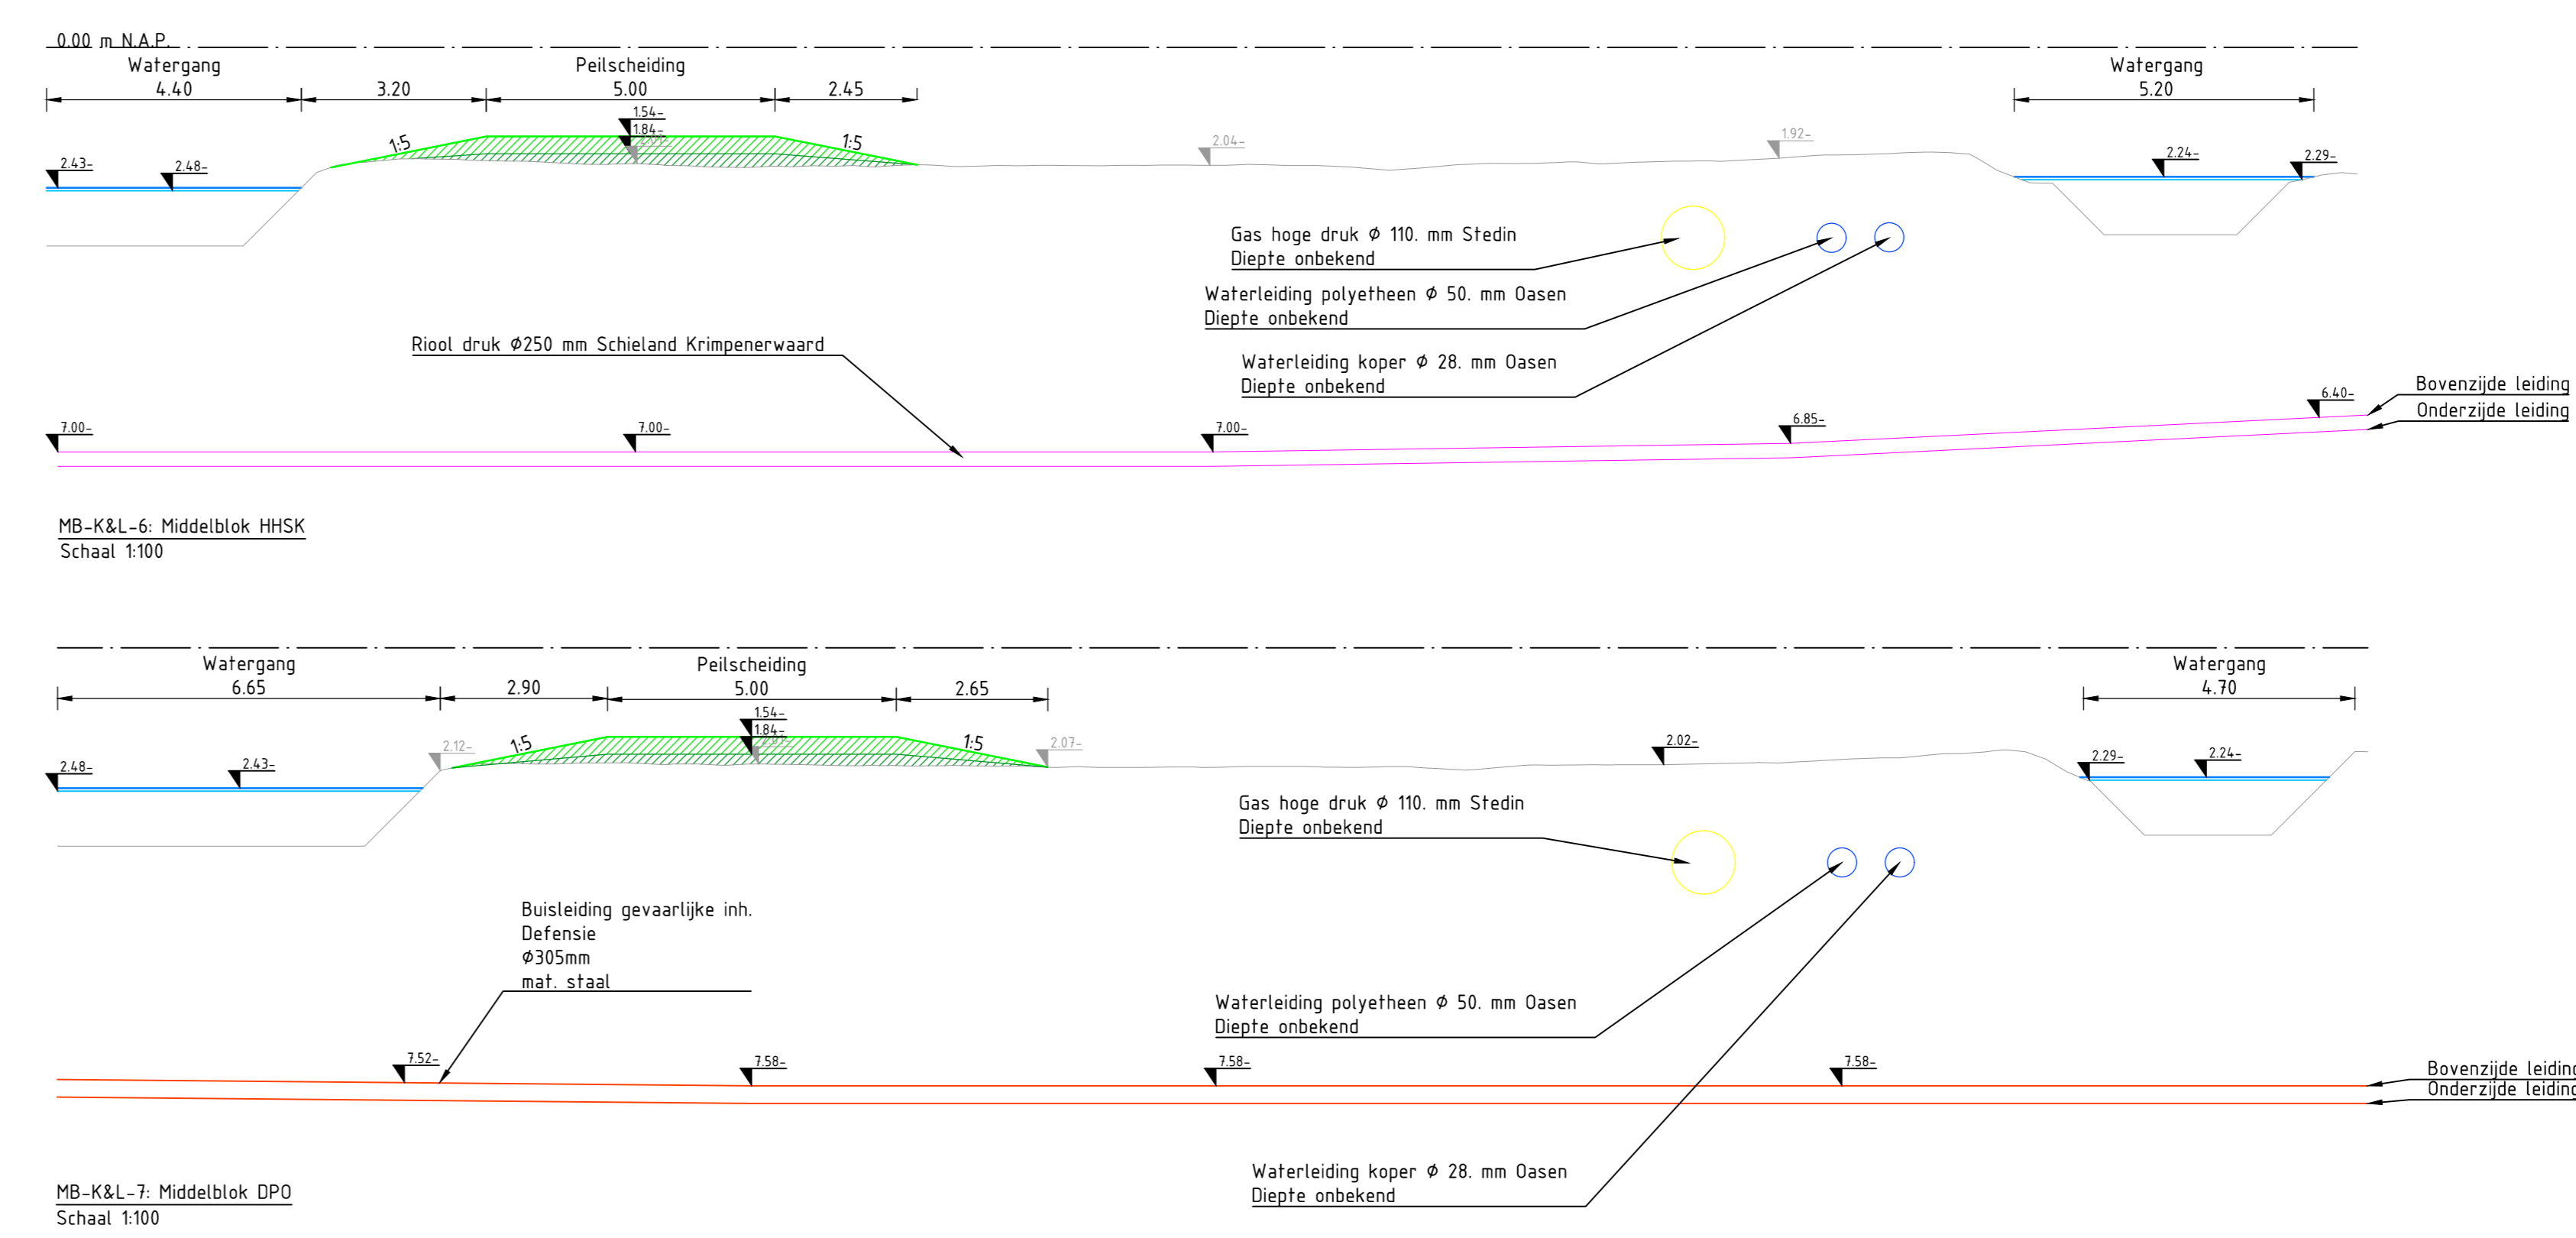 0.00 m N.A.P.
Watergang
Peilscheiding
Watergang
4.40
3.20
5.00
2.45
5.20
1.54-
1.84-
1:5
1:5
2.04-
1.92-
2.43-
2.48-
2.24-
2.29-
Gas hoge druk Ø 110. mm Stedin
Diepte onbekend
Waterleiding polyetheen Ø 50. mm Oasen
Diepte onbekend
Riool druk Ø250 mm Schieland Krimpenerwaard
Waterleiding koper Ø 28. mm Oasen
Diepte onbekend
Bovenzijde leiding
Onderzijde leiding
7.00-
7.00-
7.00-
6.85-
6.40-
MB-K&L-6: Middelblok HHSK
Schaal 1:100
Watergang
Peilscheiding
Watergang
6.65
2.90
5.00
2.65
4.70
1.54-
1.84-
1:5
1:5
2.12-
2.07-
2.02-
2.48-
2.43-
2.29-
2.24-
Gas hoge druk Ø 110. mm Stedin
Diepte onbekend
Buisleiding gevaarlijke inh.
Defensie
Ø305mm
mat. staal
Waterleiding polyetheen Ø 50. mm Oasen
Diepte onbekend
7.52-
7.58-
7.58-
7.58-
Bovenzijde leiding
Onderzijde leiding
Waterleiding koper Ø 28. mm Oasen
Diepte onbekend
MB-K&L-7: Middelblok DPO
Schaal 1:100